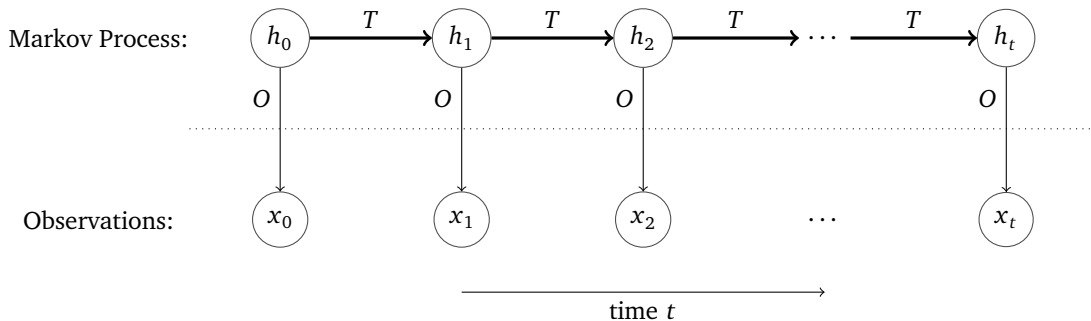 T T T T
Markov Process: h₀ h₁ h₂ ⋯ hₜ
O O O O
Observations: x₀ x₁ x₂ ⋯ xₜ
time t